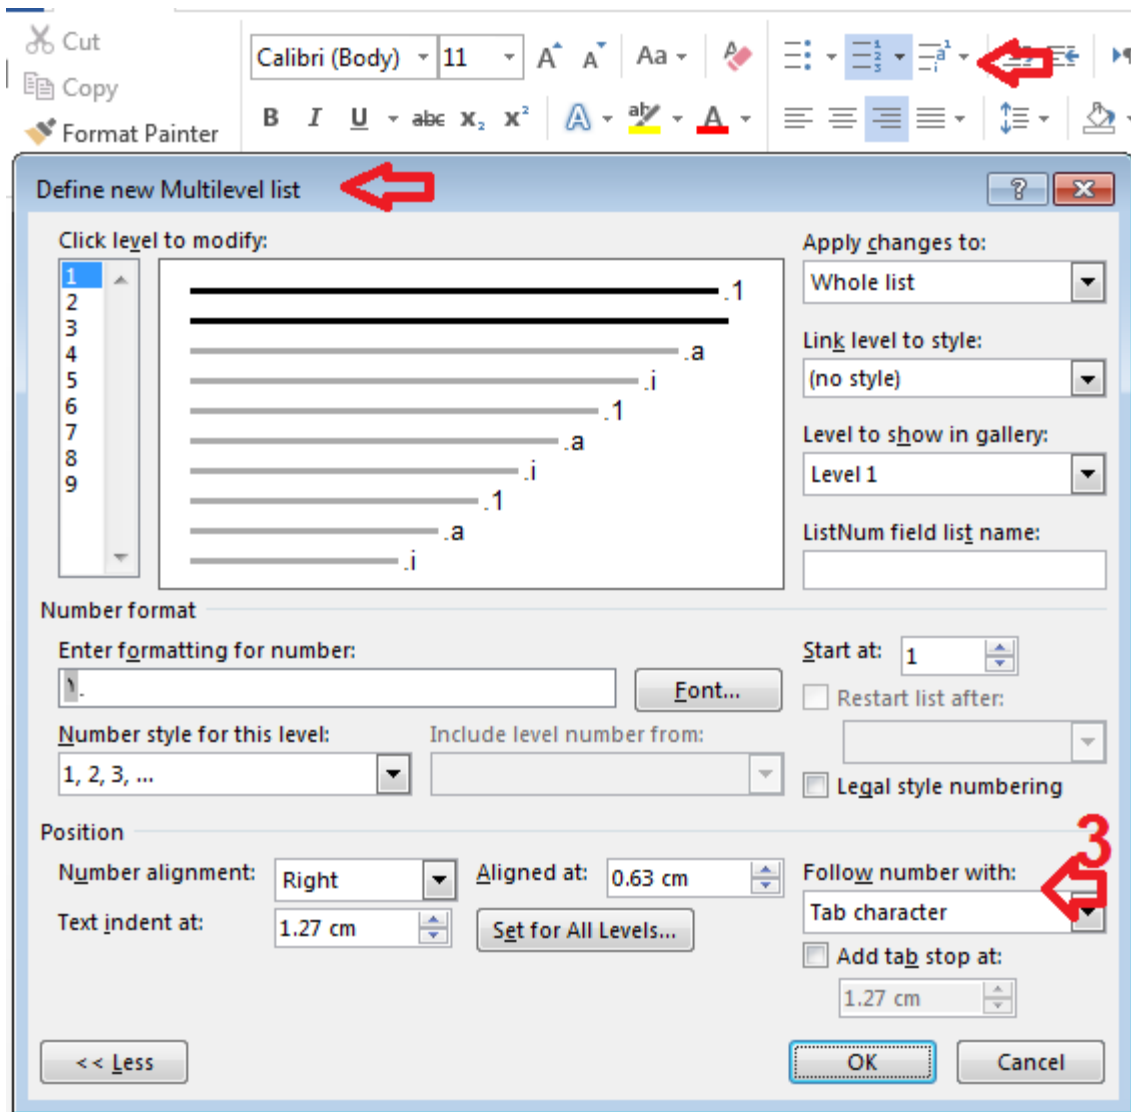 Cut
Calibri (Body) 11 A A Aa
Copy
B I U abc x₂ x² A ab A
Format Painter
Define new Multilevel list
Click level to modify:
Apply changes to:
1
2
3
4
5
6
7
8
9
.1
.a
.i
.1
.a
.i
.1
.a
.i
Whole list
Link level to style:
(no style)
Level to show in gallery:
Level 1
ListNum field list name:
Number format
Enter formatting for number:
١.
Font...
Start at: 1
Restart list after:
Number style for this level:
Include level number from:
1, 2, 3, ...
Legal style numbering
Position
3
Number alignment: Right
Aligned at: 0.63 cm
Follow number with:
Text indent at: 1.27 cm
Set for All Levels...
Tab character
Add tab stop at:
1.27 cm
<< Less
OK
Cancel